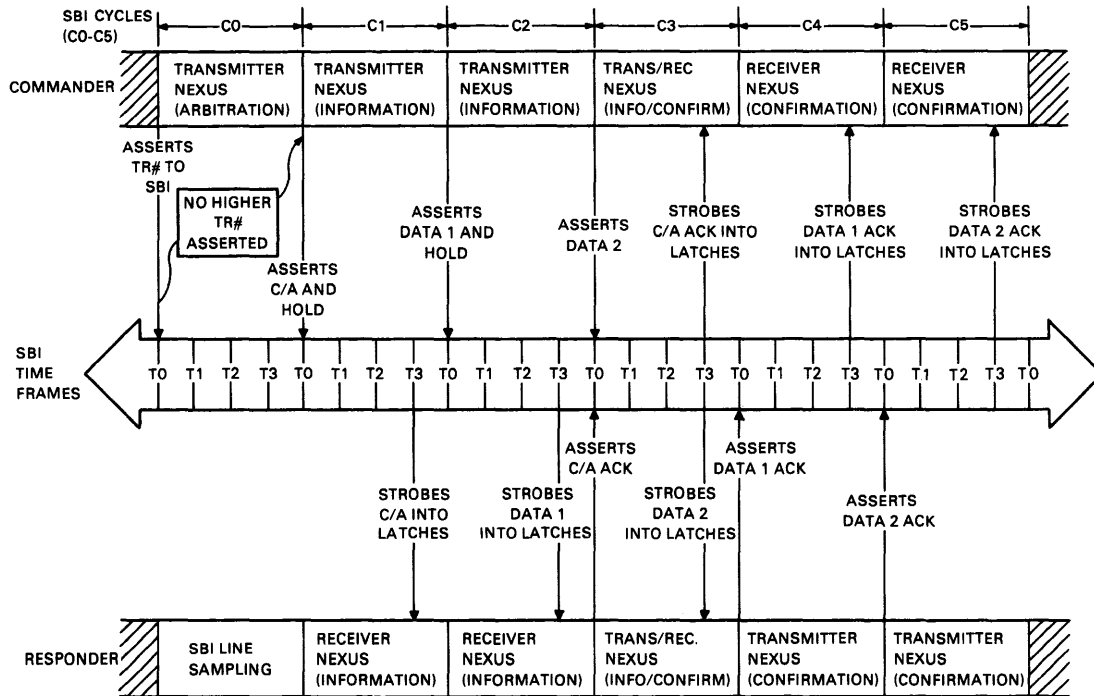 SBI CYCLES
(C0-C5)
C0
C1
C2
C3
C4
C5
COMMANDER
TRANSMITTER
NEXUS
(ARBITRATION)
TRANSMITTER
NEXUS
(INFORMATION)
TRANSMITTER
NEXUS
(INFORMATION)
TRANS/REC
NEXUS
(INFO/CONFIRM)
RECEIVER
NEXUS
(CONFIRMATION)
RECEIVER
NEXUS
(CONFIRMATION)
ASSERTS
TR# TO
SBI
NO HIGHER
TR#
ASSERTED
ASSERTS
C/A AND
HOLD
ASSERTS
DATA 1 AND
HOLD
ASSERTS
DATA 2
STROBES
C/A ACK INTO
LATCHES
STROBES
DATA 1 ACK
INTO LATCHES
STROBES
DATA 2 ACK
INTO LATCHES
SBI
TIME
FRAMES
T0 T1 T2 T3 T0 T1 T2 T3 T0 T1 T2 T3 T0 T1 T2 T3 T0 T1 T2 T3 T0 T1 T2 T3 T0
STROBES
C/A INTO
LATCHES
STROBES
DATA 1
INTO LATCHES
ASSERTS
C/A ACK
STROBES
DATA 2
INTO LATCHES
ASSERTS
DATA 1 ACK
ASSERTS
DATA 2 ACK
RESPONDER
SBI LINE
SAMPLING
RECEIVER
NEXUS
(INFORMATION)
RECEIVER
NEXUS
(INFORMATION)
TRANS/REC.
NEXUS
(INFO/CONFIRM)
TRANSMITTER
NEXUS
(CONFIRMATION)
TRANSMITTER
NEXUS
(CONFIRMATION)